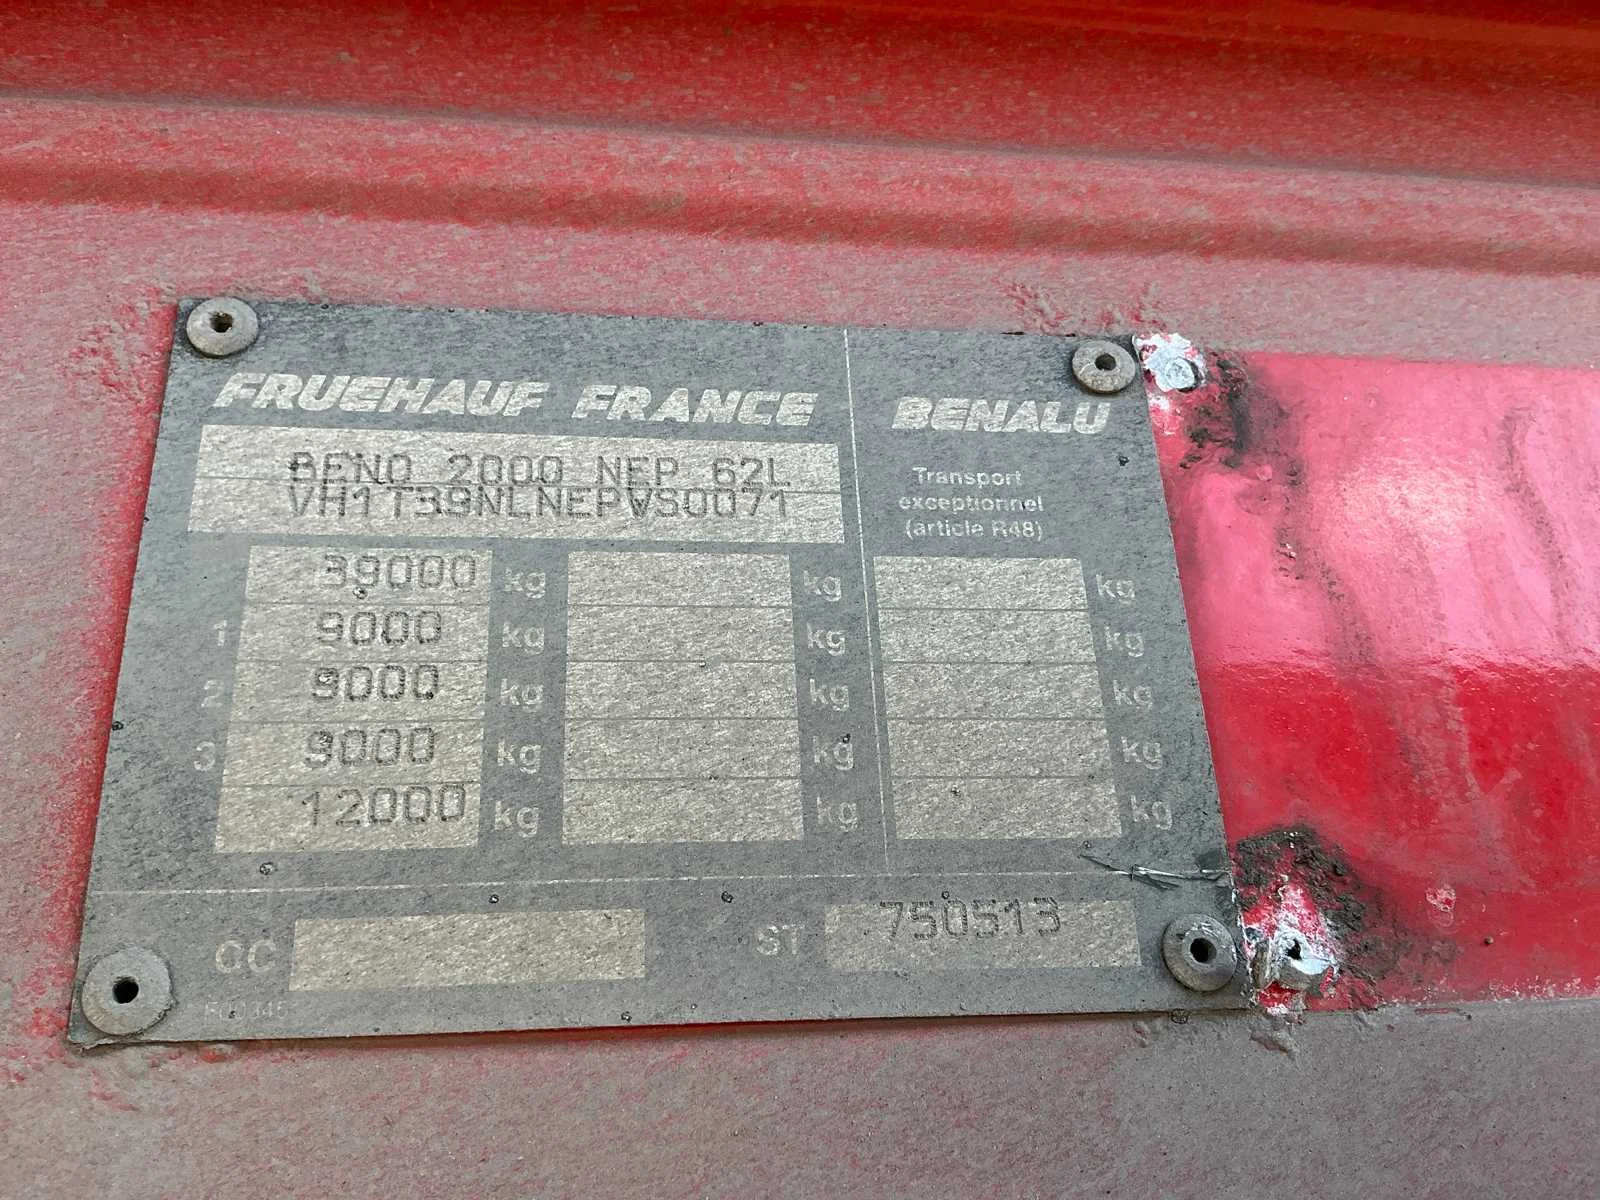 FRUEHAUF FRANCE
BENALU
BENO 2000 NEP 62L
VH1T39NLNEPVS0071
Transport
exceptionnel
(article R48)
39000 kg kg kg
1 9000 kg kg kg
2 9000 kg kg kg
3 9000 kg kg kg
12000 kg kg kg
CC ST 750513